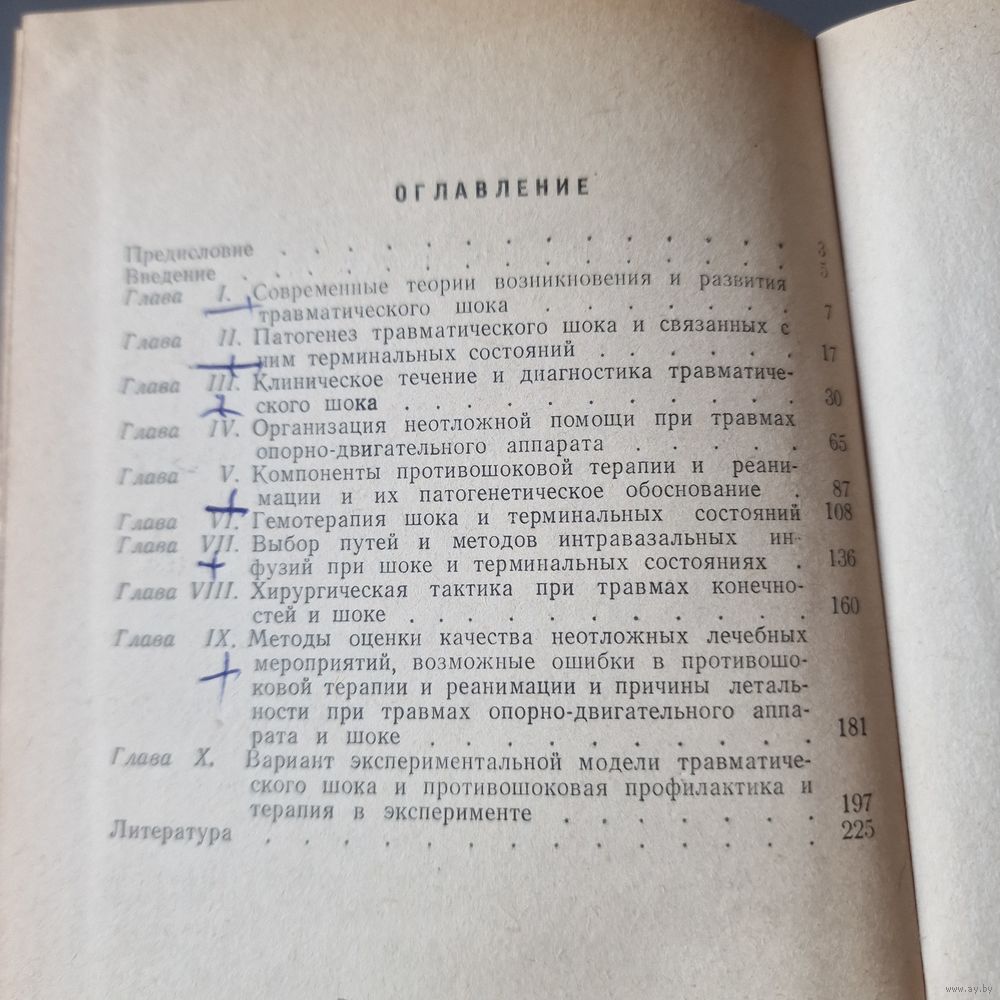 ОГЛАВЛЕНИЕ
Предисловие . . . . . . . . . . . . . . 3
Введение . . . . . . . . . . . . . . . 5
Глава I. Современные теории возникновения и развития
травматического шока . . . . . . . 7
Глава II. Патогенез травматического шока и связанных с
ним терминальных состояний . . . . . . 17
Глава III. Клиническое течение и диагностика травматиче-
ского шока . . . . . . . . . . . 30
Глава IV. Организация неотложной помощи при травмах
опорно-двигательного аппарата . . . . . 65
Глава V. Компоненты противошоковой терапии и реани-
мации и их патогенетическое обоснование . 87
Глава VI. Гемотерапия шока и терминальных состояний 108
Глава VII. Выбор путей и методов интравазальных ин-
фузий при шоке и терминальных состояниях . 136
Глава VIII. Хирургическая тактика при травмах конечно-
стей и шоке . . . . . . . . . . . 160
Глава IX. Методы оценки качества неотложных лечебных
мероприятий, возможные ошибки в противошо-
ковой терапии и реанимации и причины леталь-
ности при травмах опорно-двигательного аппа-
рата и шоке . . . . . . . . . . 181
Глава X. Вариант экспериментальной модели травматиче-
ского шока и противошоковая профилактика и
терапия в эксперименте . . . . . . . 197
Литература . . . . . . . . . . . . . . . 225
www.ay.by